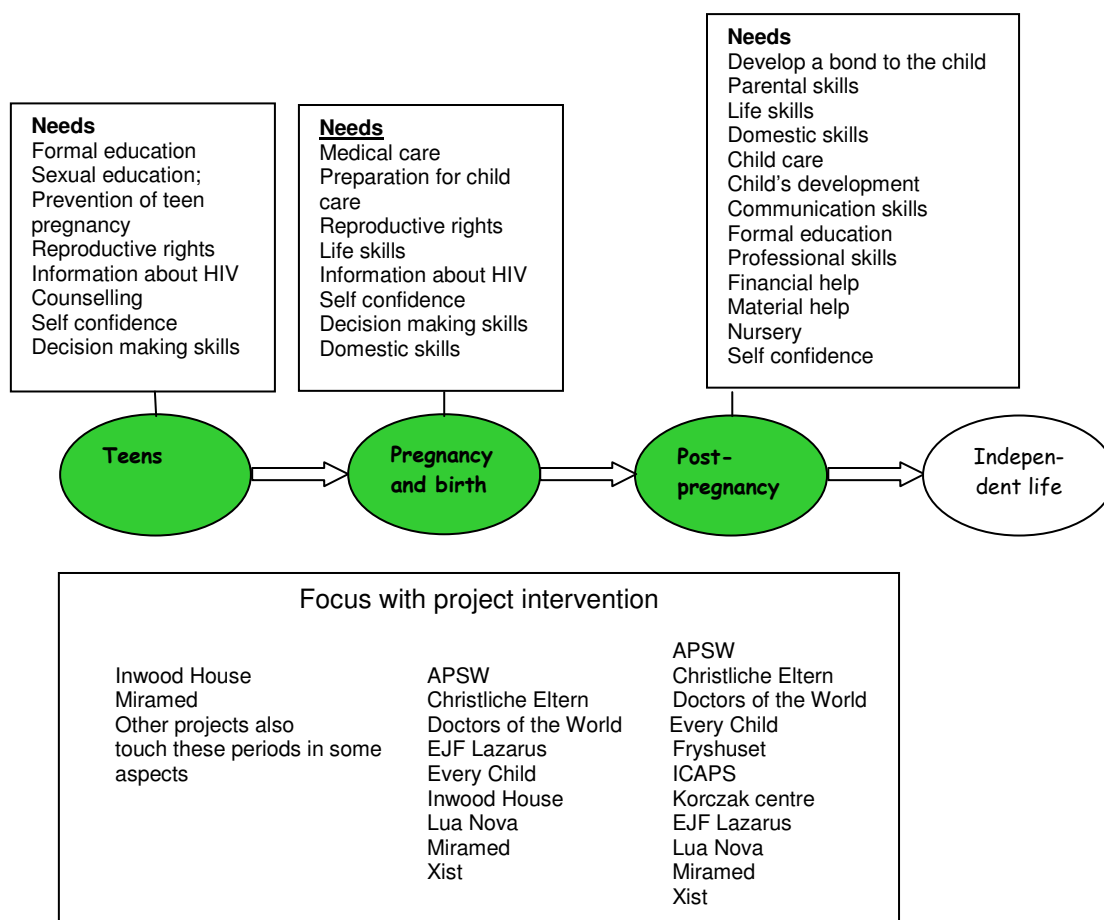 Needs
Formal education
Sexual education;
Prevention of teen
pregnancy
Reproductive rights
Information about HIV
Counselling
Self confidence
Decision making skills
Needs
Medical care
Preparation for child
care
Reproductive rights
Life skills
Information about HIV
Self confidence
Decision making skills
Domestic skills
Needs
Develop a bond to the child
Parental skills
Life skills
Domestic skills
Child care
Child's development
Communication skills
Formal education
Professional skills
Financial help
Material help
Nursery
Self confidence
Teens
Pregnancy
and birth
Post-
pregnancy
Indepen-
dent life
Focus with project intervention
Inwood House
Miramed
Other projects also
touch these periods in some
aspects
APSW
Christliche Eltern
Doctors of the World
EJF Lazarus
Every Child
Inwood House
Lua Nova
Miramed
Xist
APSW
Christliche Eltern
Doctors of the World
Every Child
Fryshuset
ICAPS
Korczak centre
EJF Lazarus
Lua Nova
Miramed
Xist